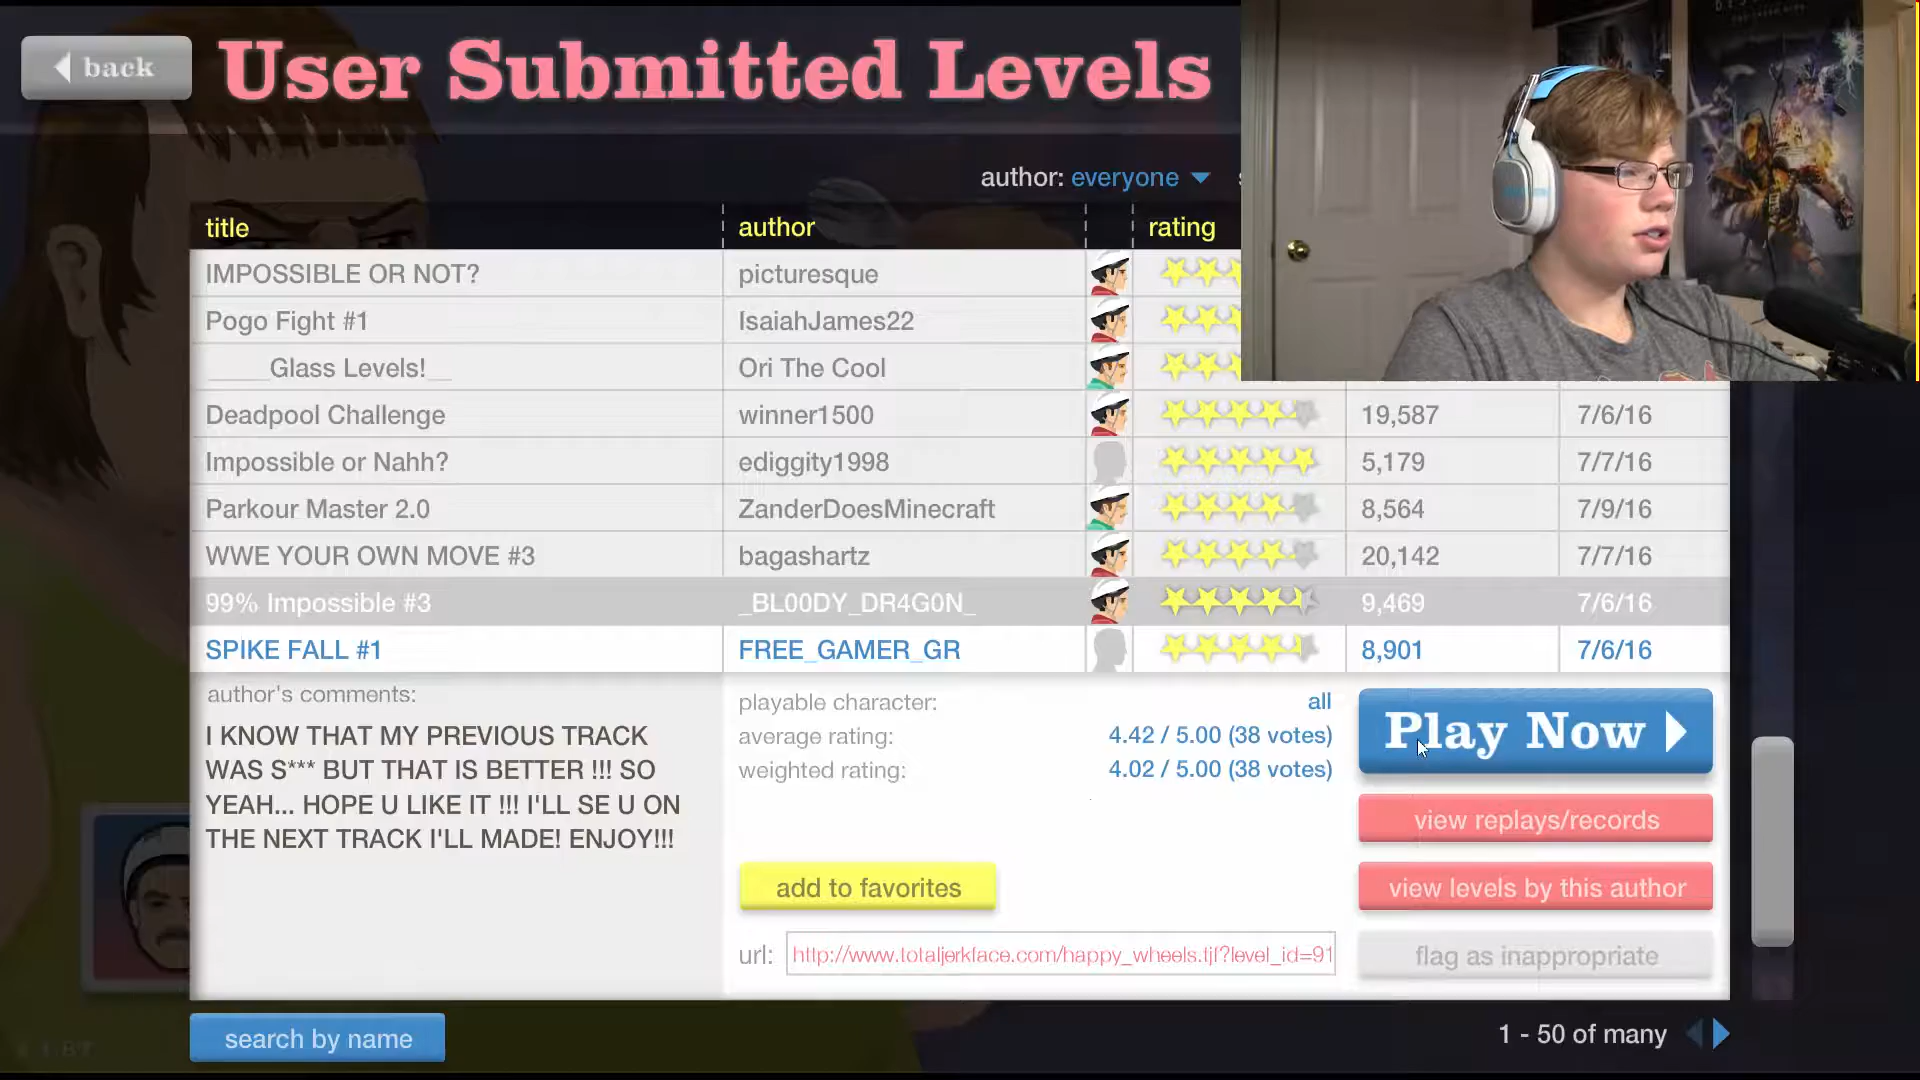 back
User Submitted Levels
author: everyone
title author rating
IMPOSSIBLE OR NOT? picturesque
Pogo Fight #1 IsaiahJames22
_____Glass Levels!__ Ori The Cool
Deadpool Challenge winner1500 19,587 7/6/16
Impossible or Nahh? ediggity1998 5,179 7/7/16
Parkour Master 2.0 ZanderDoesMinecraft 8,564 7/9/16
WWE YOUR OWN MOVE #3 bagashartz 20,142 7/7/16
99% Impossible #3 _BL00DY_DR4G0N_ 9,469 7/6/16
SPIKE FALL #1 FREE_GAMER_GR 8,901 7/6/16
author's comments:
I KNOW THAT MY PREVIOUS TRACK
WAS S*** BUT THAT IS BETTER !!! SO
YEAH... HOPE U LIKE IT !!! I'LL SE U ON
THE NEXT TRACK I'LL MADE! ENJOY!!!
playable character: all
average rating: 4.42 / 5.00 (38 votes)
weighted rating: 4.02 / 5.00 (38 votes)
add to favorites
url: http://www.totaljerkface.com/happy_wheels.tjf?level_id=91
Play Now
view replays/records
view levels by this author
flag as inappropriate
search by name
1 - 50 of many